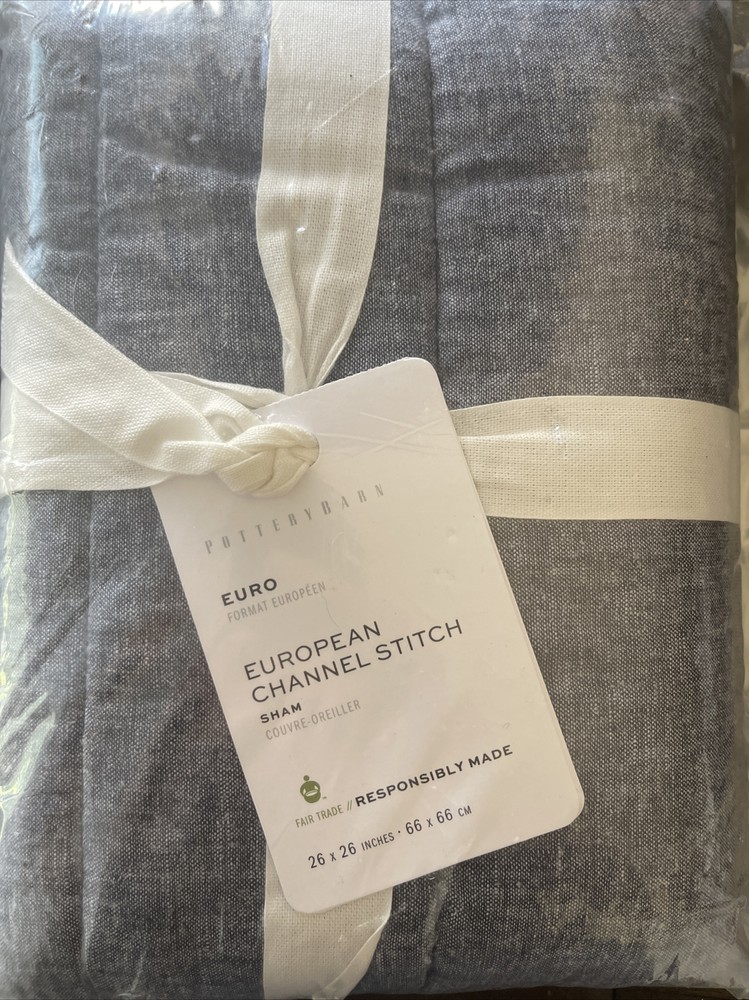 POTTERYBARN
EURO
FORMAT EUROPÉEN
EUROPEAN
CHANNEL STITCH
SHAM
COUVRE-OREILLER
FAIR TRADE // RESPONSIBLY MADE
26 x 26 INCHES · 66 x 66 CM